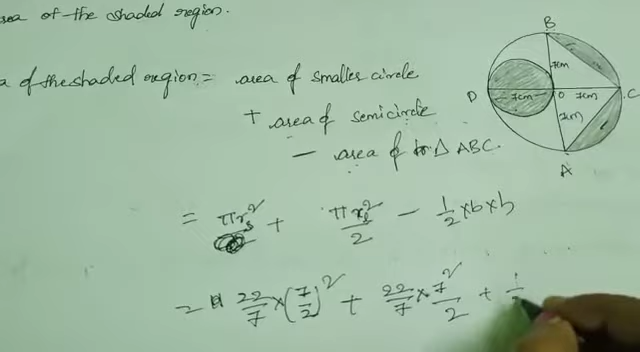 area of the shaded region.
a of the shaded region = area of smaller circle
+ area of semicircle
- area of Δ ABC.
= πr² + πr²/2 - 1/2 × b × h
= 22/7 × (7/2)² + 22/7 × 7²/2 + 1/
B
7cm
D 7cm O 7cm C
7cm
A